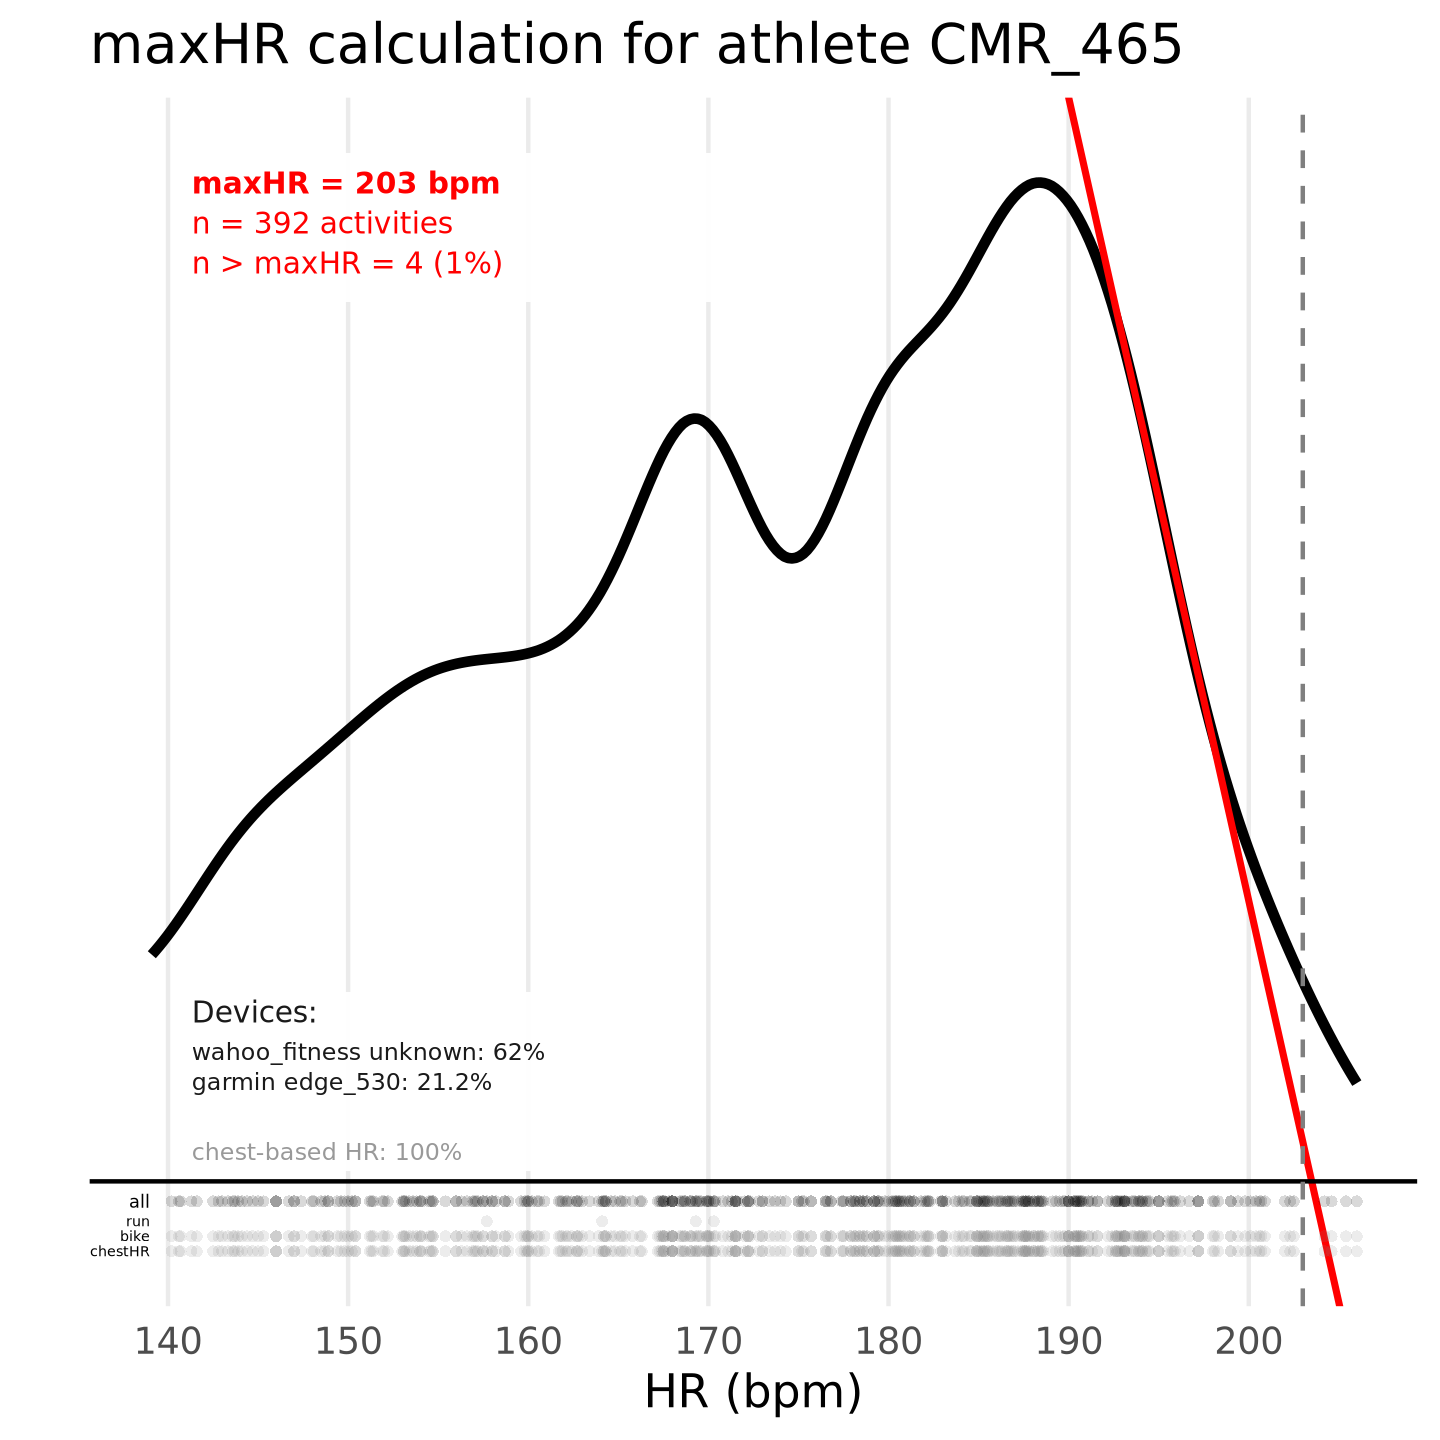 maxHR calculation for athlete CMR_465
maxHR = 203 bpm
n = 392 activities
n > maxHR = 4 (1%)
Devices:
wahoo_fitness unknown: 62%
garmin edge_530: 21.2%
chest-based HR: 100%
all
run
bike
chestHR
140 150 160 170 180 190 200
HR (bpm)